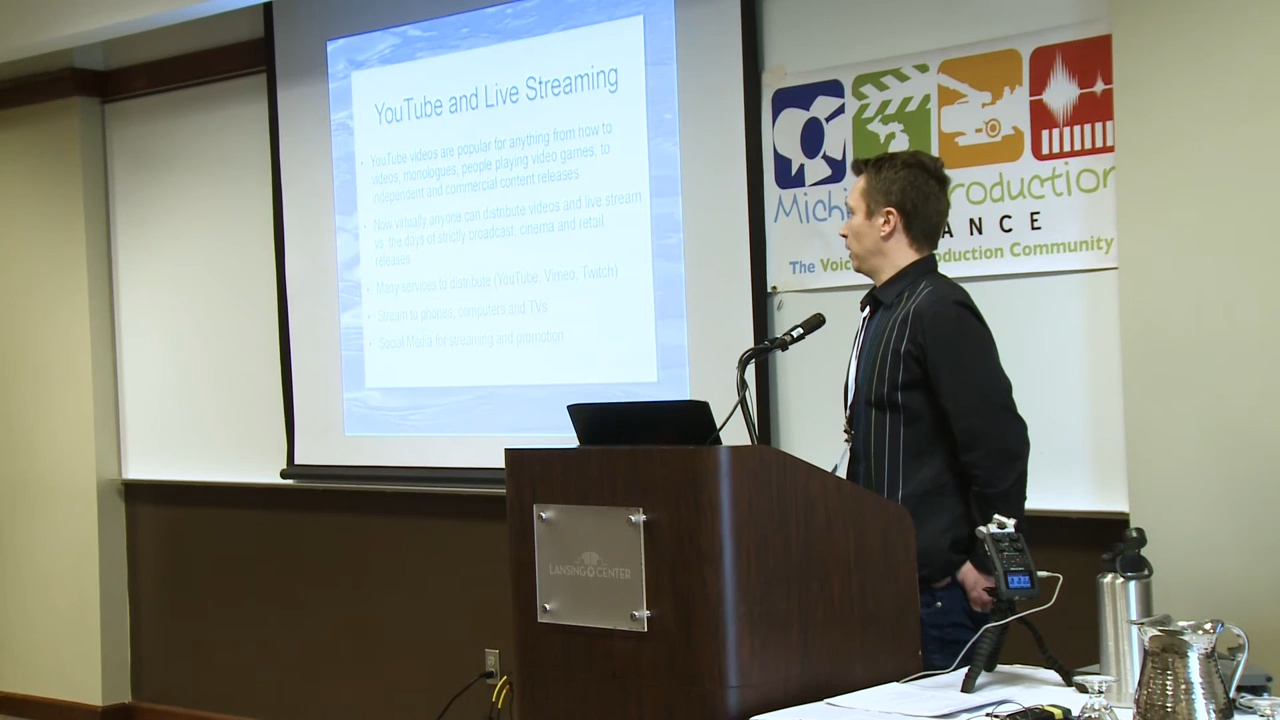 YouTube and Live Streaming
YouTube videos are popular for anything from how to
videos, monologues, people playing video games, to
independent and commercial content releases
Now virtually anyone can distribute videos and live stream
vs. the days of strictly broadcast, cinema and retail
releases
Many services to distribute (YouTube, Vimeo, Twitch)
Stream to phones, computers and TVs
Social Media for streaming and promotion
Michi roduction
ANCE
The Voic oduction Community
LANSING CENTER